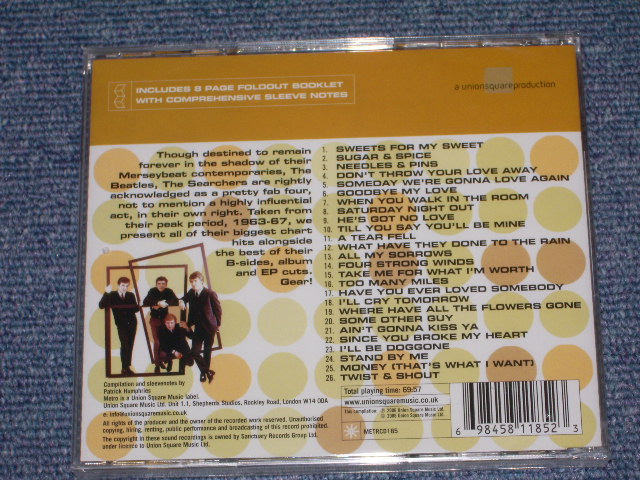 INCLUDES 8 PAGE FOLDOUT BOOKLET
WITH COMPREHENSIVE SLEEVE NOTES
a unionsquareproduction
Though destined to remain
forever in the shadow of their
Merseybeat contemporaries, The
Beatles, The Searchers are rightly
acknowledged as a pretty fab four,
not to mention a highly influential
act, in their own right. Taken from
their peak period, 1963-67, we
present all of their biggest chart
hits alongside
the best of their
B-sides, album
and EP cuts.
Gear!
1. SWEETS FOR MY SWEET
2. SUGAR & SPICE
3. NEEDLES & PINS
4. DON'T THROW YOUR LOVE AWAY
5. SOMEDAY WE'RE GONNA LOVE AGAIN
6. GOODBYE MY LOVE
7. WHEN YOU WALK IN THE ROOM
8. SATURDAY NIGHT OUT
9. HE'S GOT NO LOVE
10. TILL YOU SAY YOU'LL BE MINE
11. A TEAR FELL
12. WHAT HAVE THEY DONE TO THE RAIN
13. ALL MY SORROWS
14. FOUR STRONG WINDS
15. TAKE ME FOR WHAT I'M WORTH
16. TOO MANY MILES
17. HAVE YOU EVER LOVED SOMEBODY
18. I'LL CRY TOMORROW
19. WHERE HAVE ALL THE FLOWERS GONE
20. SOME OTHER GUY
21. AIN'T GONNA KISS YA
22. SINCE YOU BROKE MY HEART
23. I'LL BE DOGGONE
24. STAND BY ME
25. MONEY (THAT'S WHAT I WANT)
26. TWIST & SHOUT
Compilation and sleevenotes by
Patrick Humphries
Metro is a Union Square Music label.
Union Square Music Ltd. Unit 1.1, Shepherds Studios, Rockley Road, London W14 0DA
e: info@unionsquaremusic.co.uk
All rights of the producer and the owner of the recorded work reserved. Unauthorised
copying, hiring, renting, public performance and broadcasting of this record prohibited.
The copyright in these sound recordings is owned by Sanctuary Records Group Ltd.
under licence to Union Square Music Ltd.
Total playing time: 69:57
www.unionsquaremusic.co.uk
This compilation
Union Square Music Ltd.
Union Square Music Ltd.
METRCD185
6 98458 11852 3